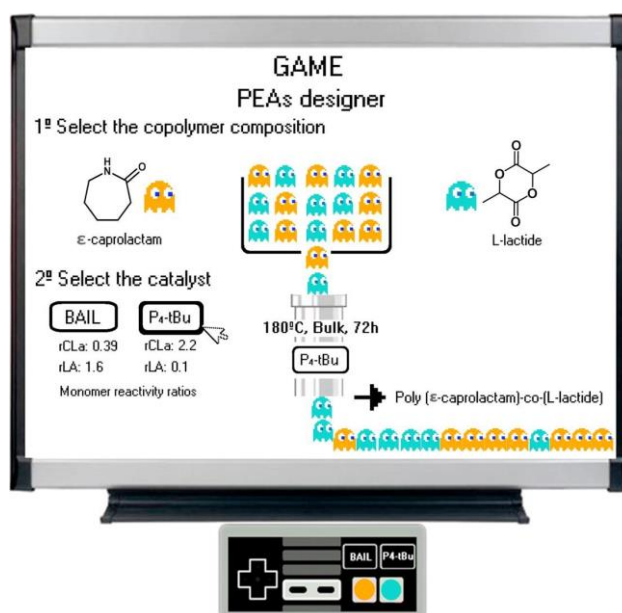 GAME
PEAs designer
1º Select the copolymer composition
H
N
O
ε-caprolactam
O
O
O
O
L-lactide
2º Select the catalyst
BAIL
P₄-tBu
rCLa: 0.39
rCLa: 2.2
rLA: 1.6
rLA: 0.1
Monomer reactivity ratios
180ºC, Bulk, 72h
P₄-tBu
Poly (ε-caprolactam)-co-(L-lactide)
BAIL
P4-tBu